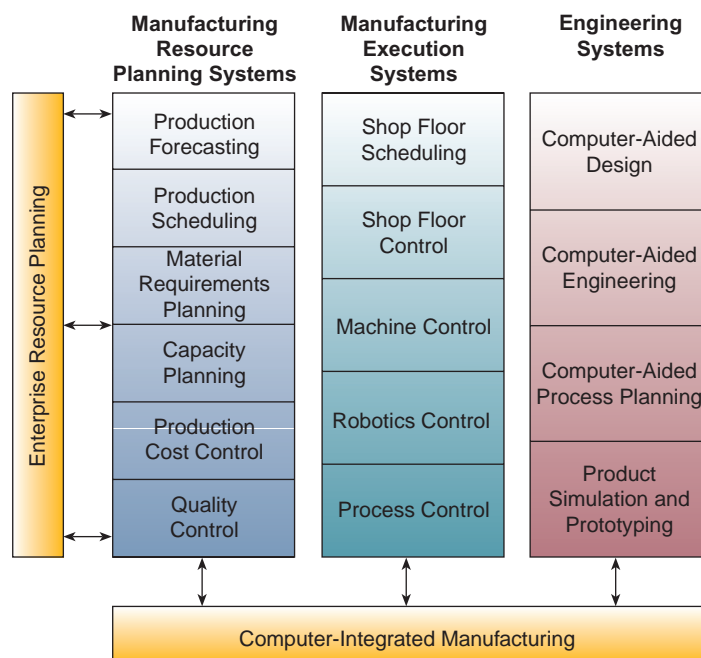 Manufacturing
Resource
Planning Systems
Manufacturing
Execution
Systems
Engineering
Systems
Enterprise Resource Planning
Production
Forecasting
Production
Scheduling
Material
Requirements
Planning
Capacity
Planning
Production
Cost Control
Quality
Control
Shop Floor
Scheduling
Shop Floor
Control
Machine Control
Robotics Control
Process Control
Computer-Aided
Design
Computer-Aided
Engineering
Computer-Aided
Process Planning
Product
Simulation and
Prototyping
Computer-Integrated Manufacturing